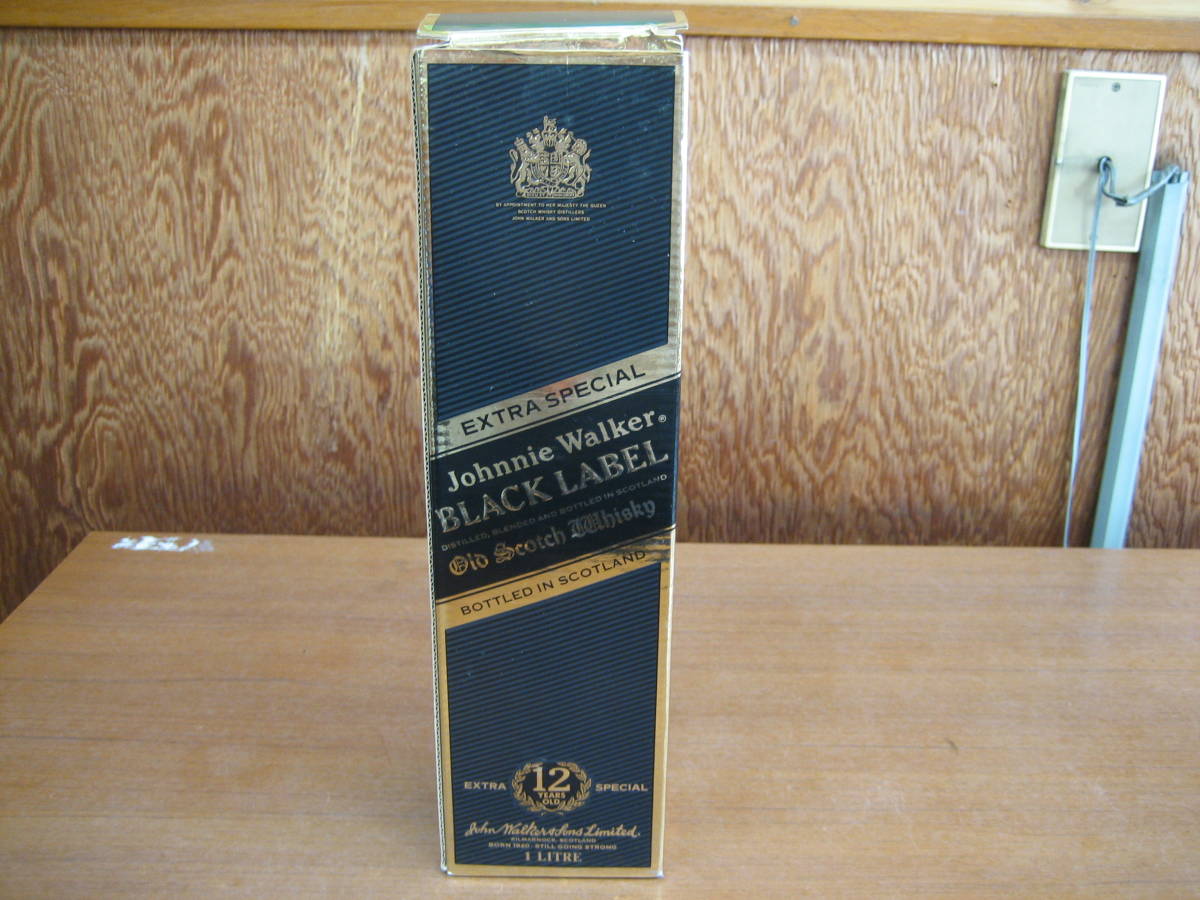 BY APPOINTMENT TO HER MAJESTY THE QUEEN
SCOTCH WHISKY DISTILLERS
JOHN WALKER AND SONS LIMITED
EXTRA SPECIAL
Johnnie Walker®
BLACK LABEL
DISTILLED, BLENDED AND BOTTLED IN SCOTLAND
Old Scotch Whisky
BOTTLED IN SCOTLAND
EXTRA 12 SPECIAL
YEARS
OLD
John Walker & Sons Limited.
KILMARNOCK, SCOTLAND
BORN 1820 - STILL GOING STRONG
1 LITRE